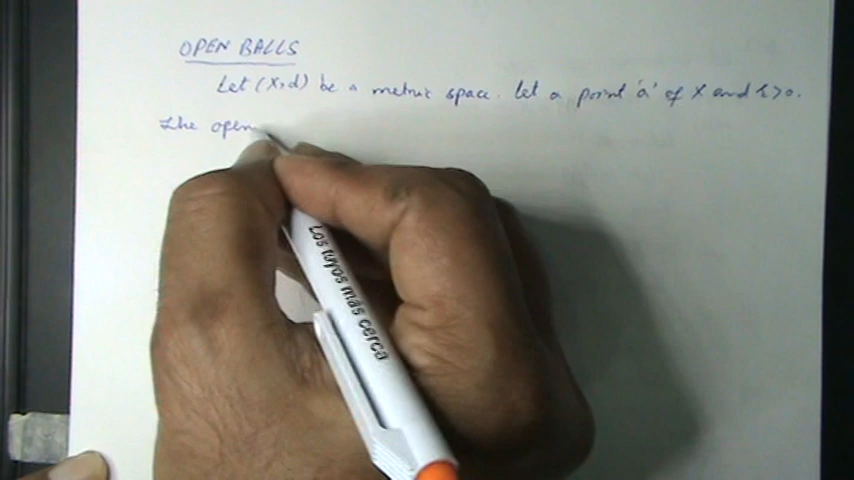 OPEN BALLS
Let (X, d) be a metric space. Let a point 'a' of X and r>0.
The open
Los tuyos más cerca